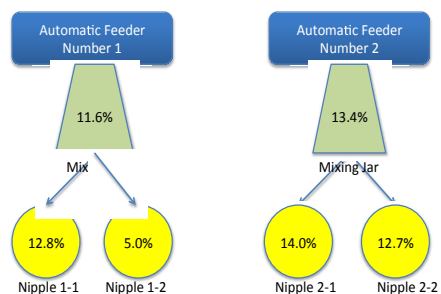 Automatic Feeder
Number 1
Automatic Feeder
Number 2
11.6%
13.4%
Mix
Mixing Jar
12.8%
5.0%
14.0%
12.7%
Nipple 1-1
Nipple 1-2
Nipple 2-1
Nipple 2-2